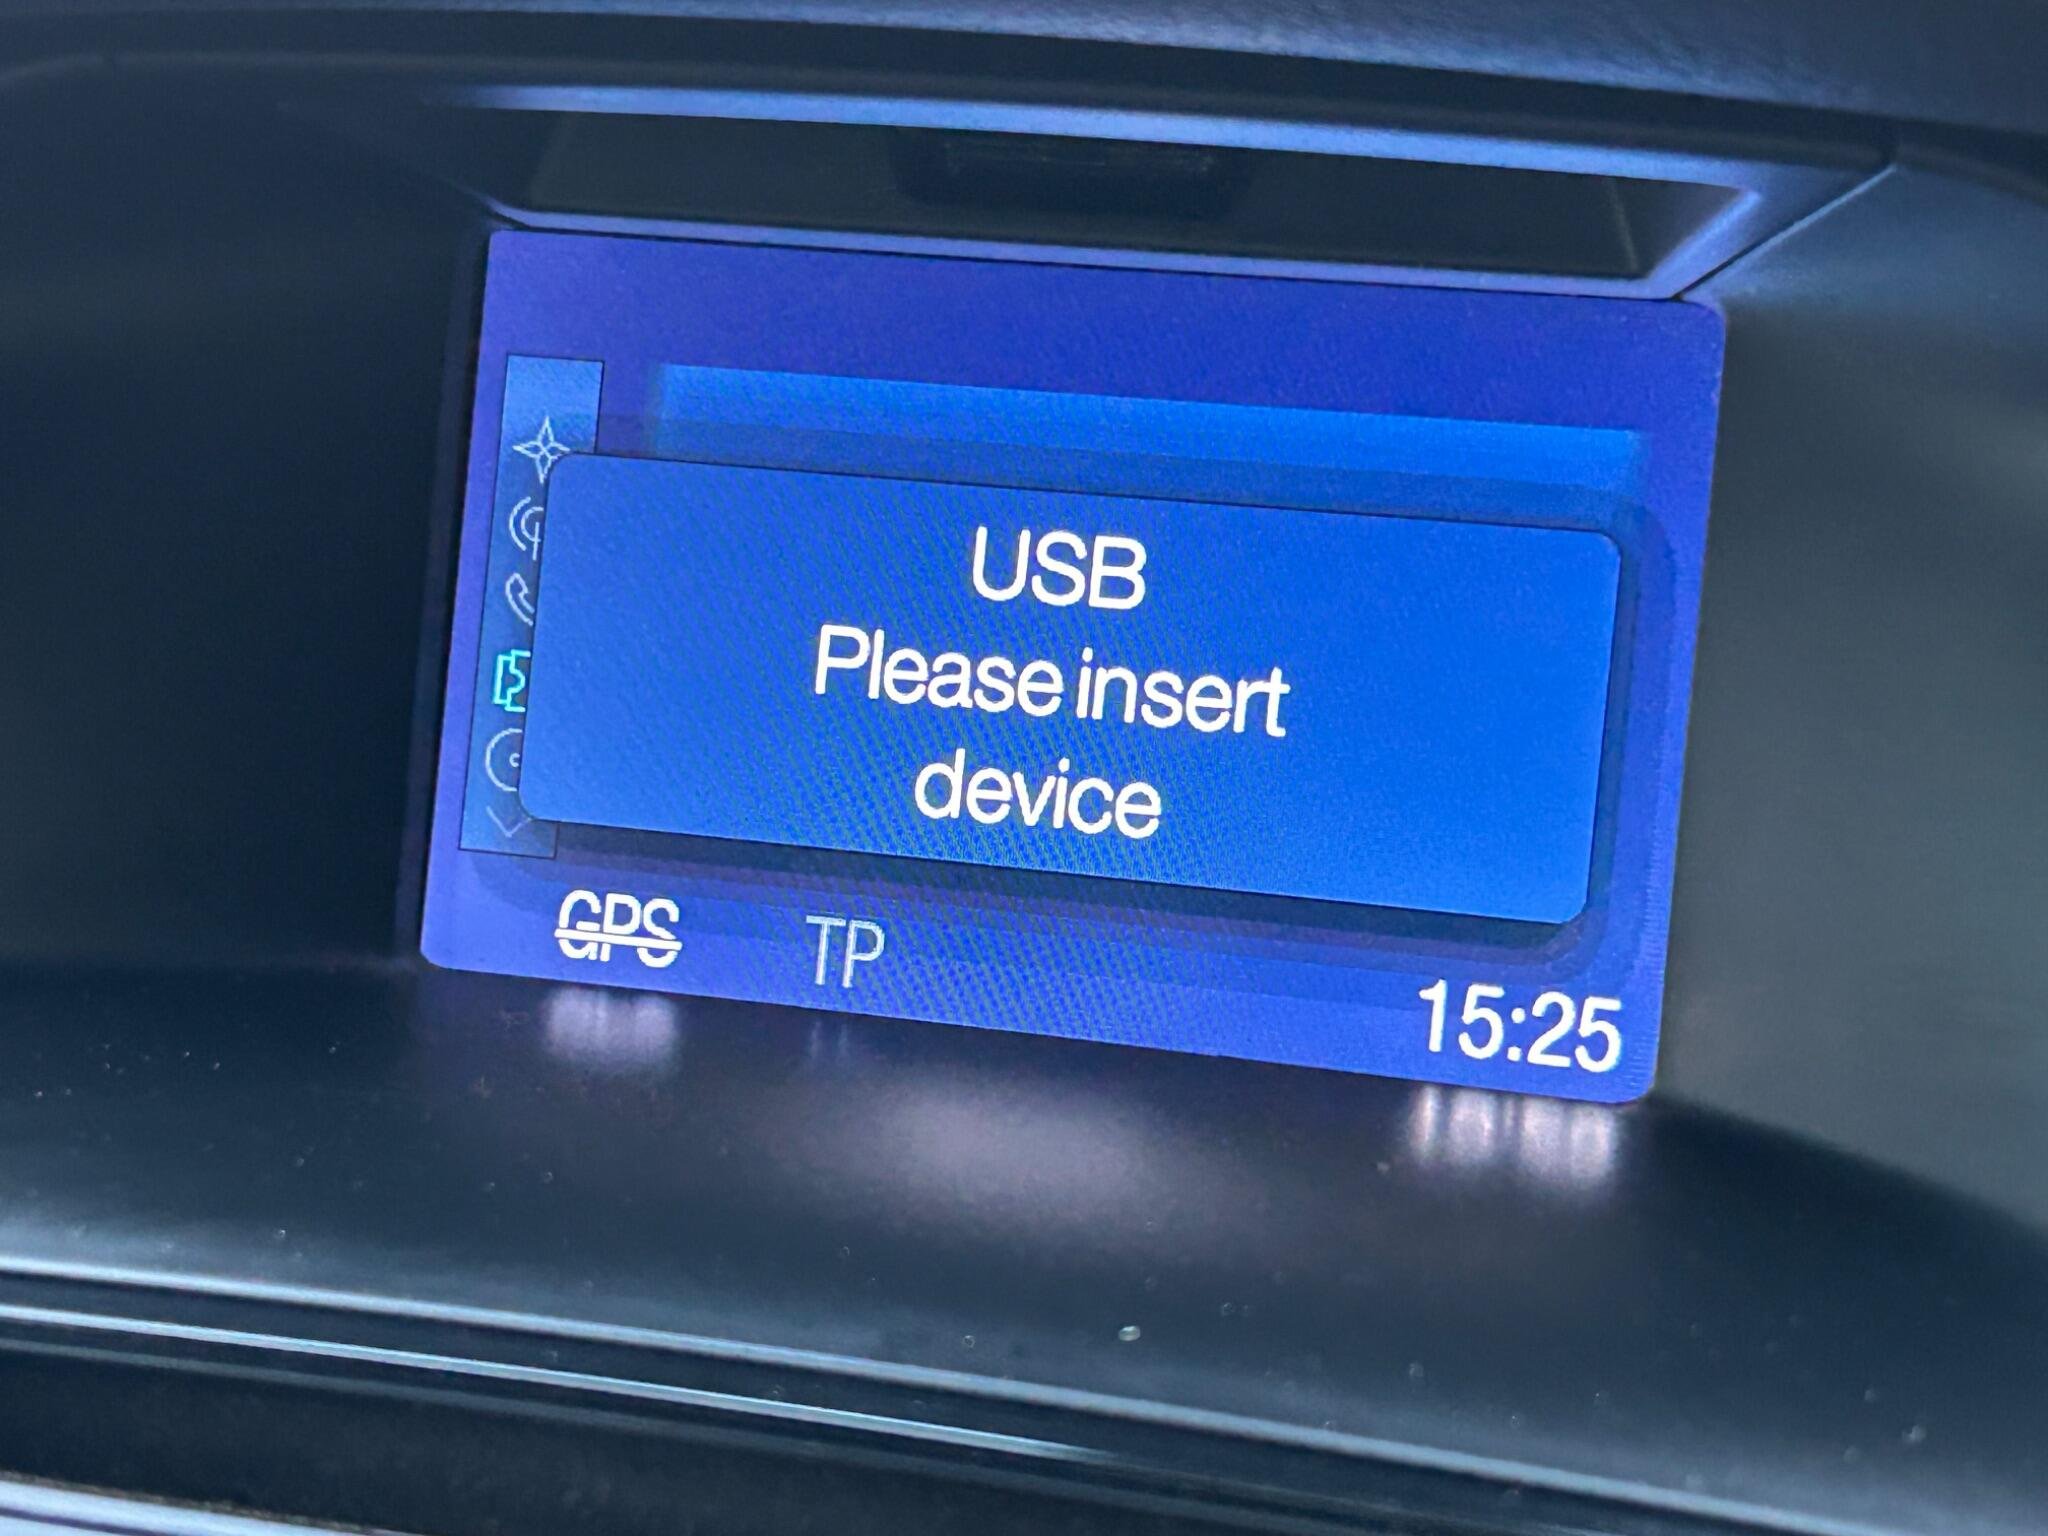 USB
Please insert
device
GPS TP
15:25